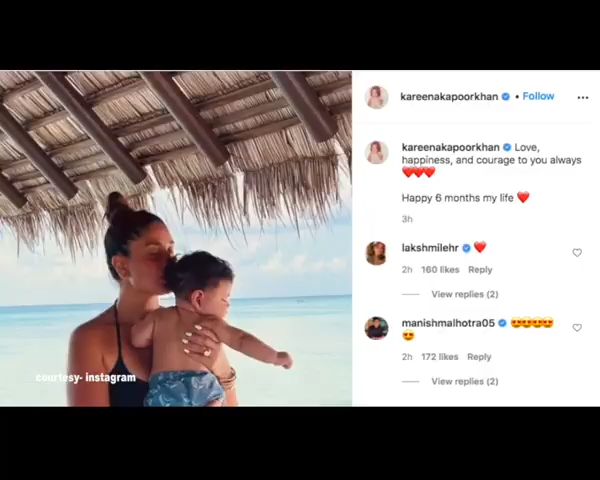 kareenakapoorkhan • Follow
kareenakapoorkhan Love,
happiness, and courage to you always
❤️❤️❤️
Happy 6 months my life ❤️
3h
lakshmilehr ❤️
2h 160 likes Reply
View replies (2)
manishmalhotra05 😍😍😍😍
😍
2h 172 likes Reply
View replies (2)
courtesy- instagram